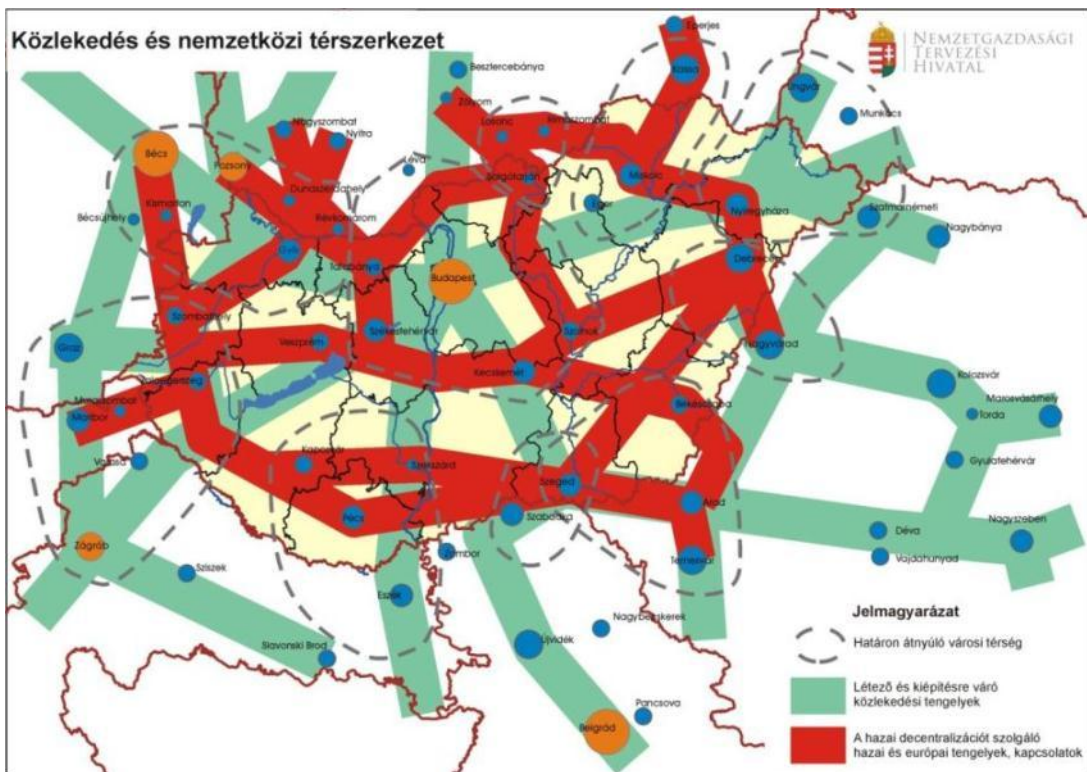 Közlekedés és nemzetközi térszerkezet
NEMZETGAZDASÁGI
TERVEZÉSI
HIVATAL
Eperjes
Besztercebánya
Kassa
Ungvár
Zólyom
Munkács
Nagyszombat
Nyitra
Losonc
Rimaszombat
Bécs
Pozsony
Léva
Miskolc
Salgótarján
Dunaszerdahely
Kismarton
Eger
Nyíregyháza
Szatmárnémeti
Bécsújhely
Révkomárom
Nagybánya
Győr
Tatabánya
Debrecen
Budapest
Szombathely
Székesfehérvár
Szolnok
Graz
Veszprém
Nagyvárad
Kecskemét
Zalaegerszeg
Kolozsvár
Marosvásárhely
Muraszombat
Maribor
Békéscsaba
Torda
Varasd
Kaposvár
Szekszárd
Gyulafehérvár
Szeged
Pécs
Szabadka
Arad
Nagyszeben
Déva
Zágráb
Zombor
Vajdahunyad
Temesvár
Sziszek
Eszék
Nagybecskerek
Újvidék
Slavonski Brod
Pancsova
Belgrád
Jelmagyarázat
Határon átnyúló városi térség
Létező és kiépítésre váró
közlekedési tengelyek
A hazai decentralizációt szolgáló
hazai és európai tengelyek, kapcsolatok